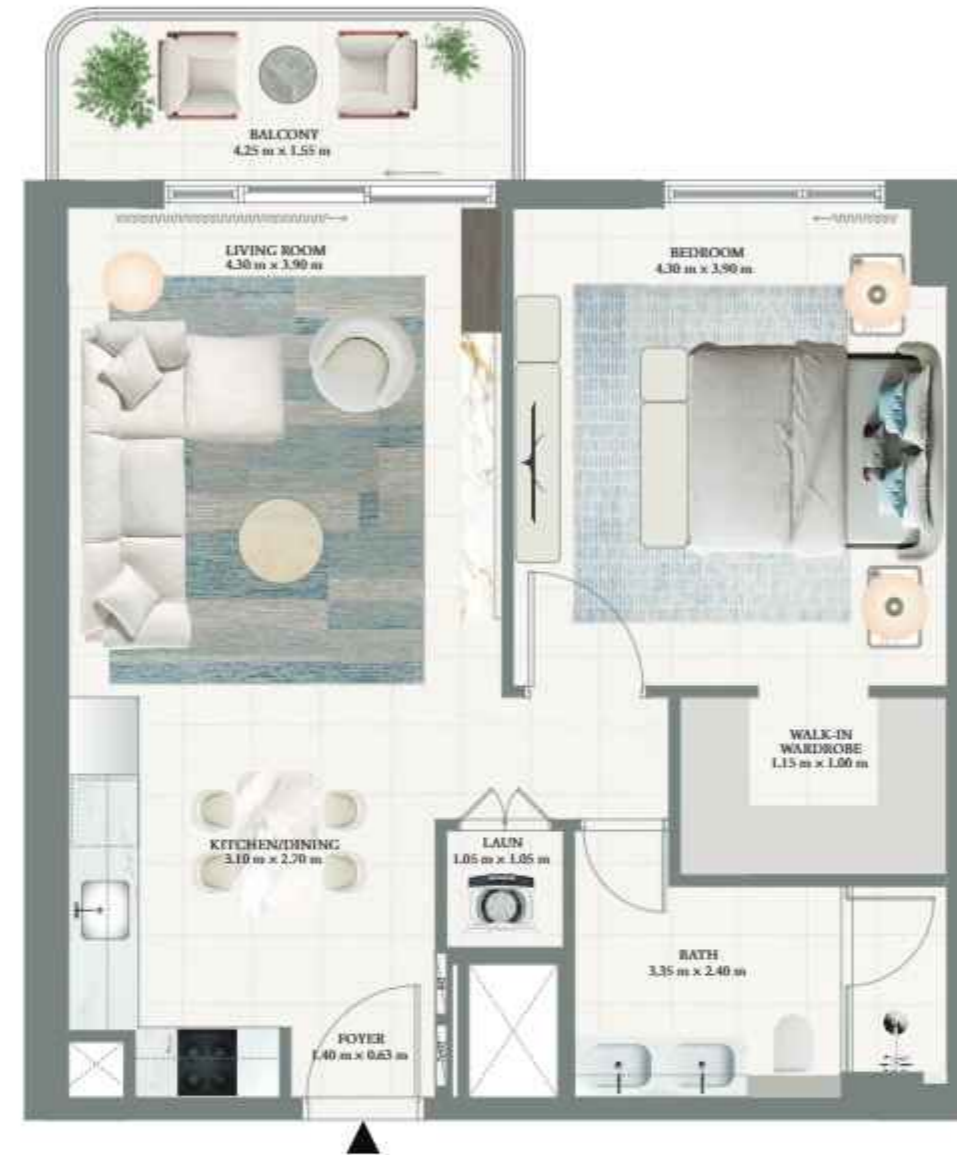 BALCONY
4.25 m x 1.55 m
LIVING ROOM
4.30 m x 3.90 m
BEDROOM
4.30 m x 3.90 m
WALK-IN
WARDROBE
1.15 m x 1.00 m
KITCHEN/DINING
3.10 m x 2.70 m
LAUN
1.05 m x 1.05 m
BATH
3.35 m x 2.40 m
FOYER
1.40 m x 0.63 m